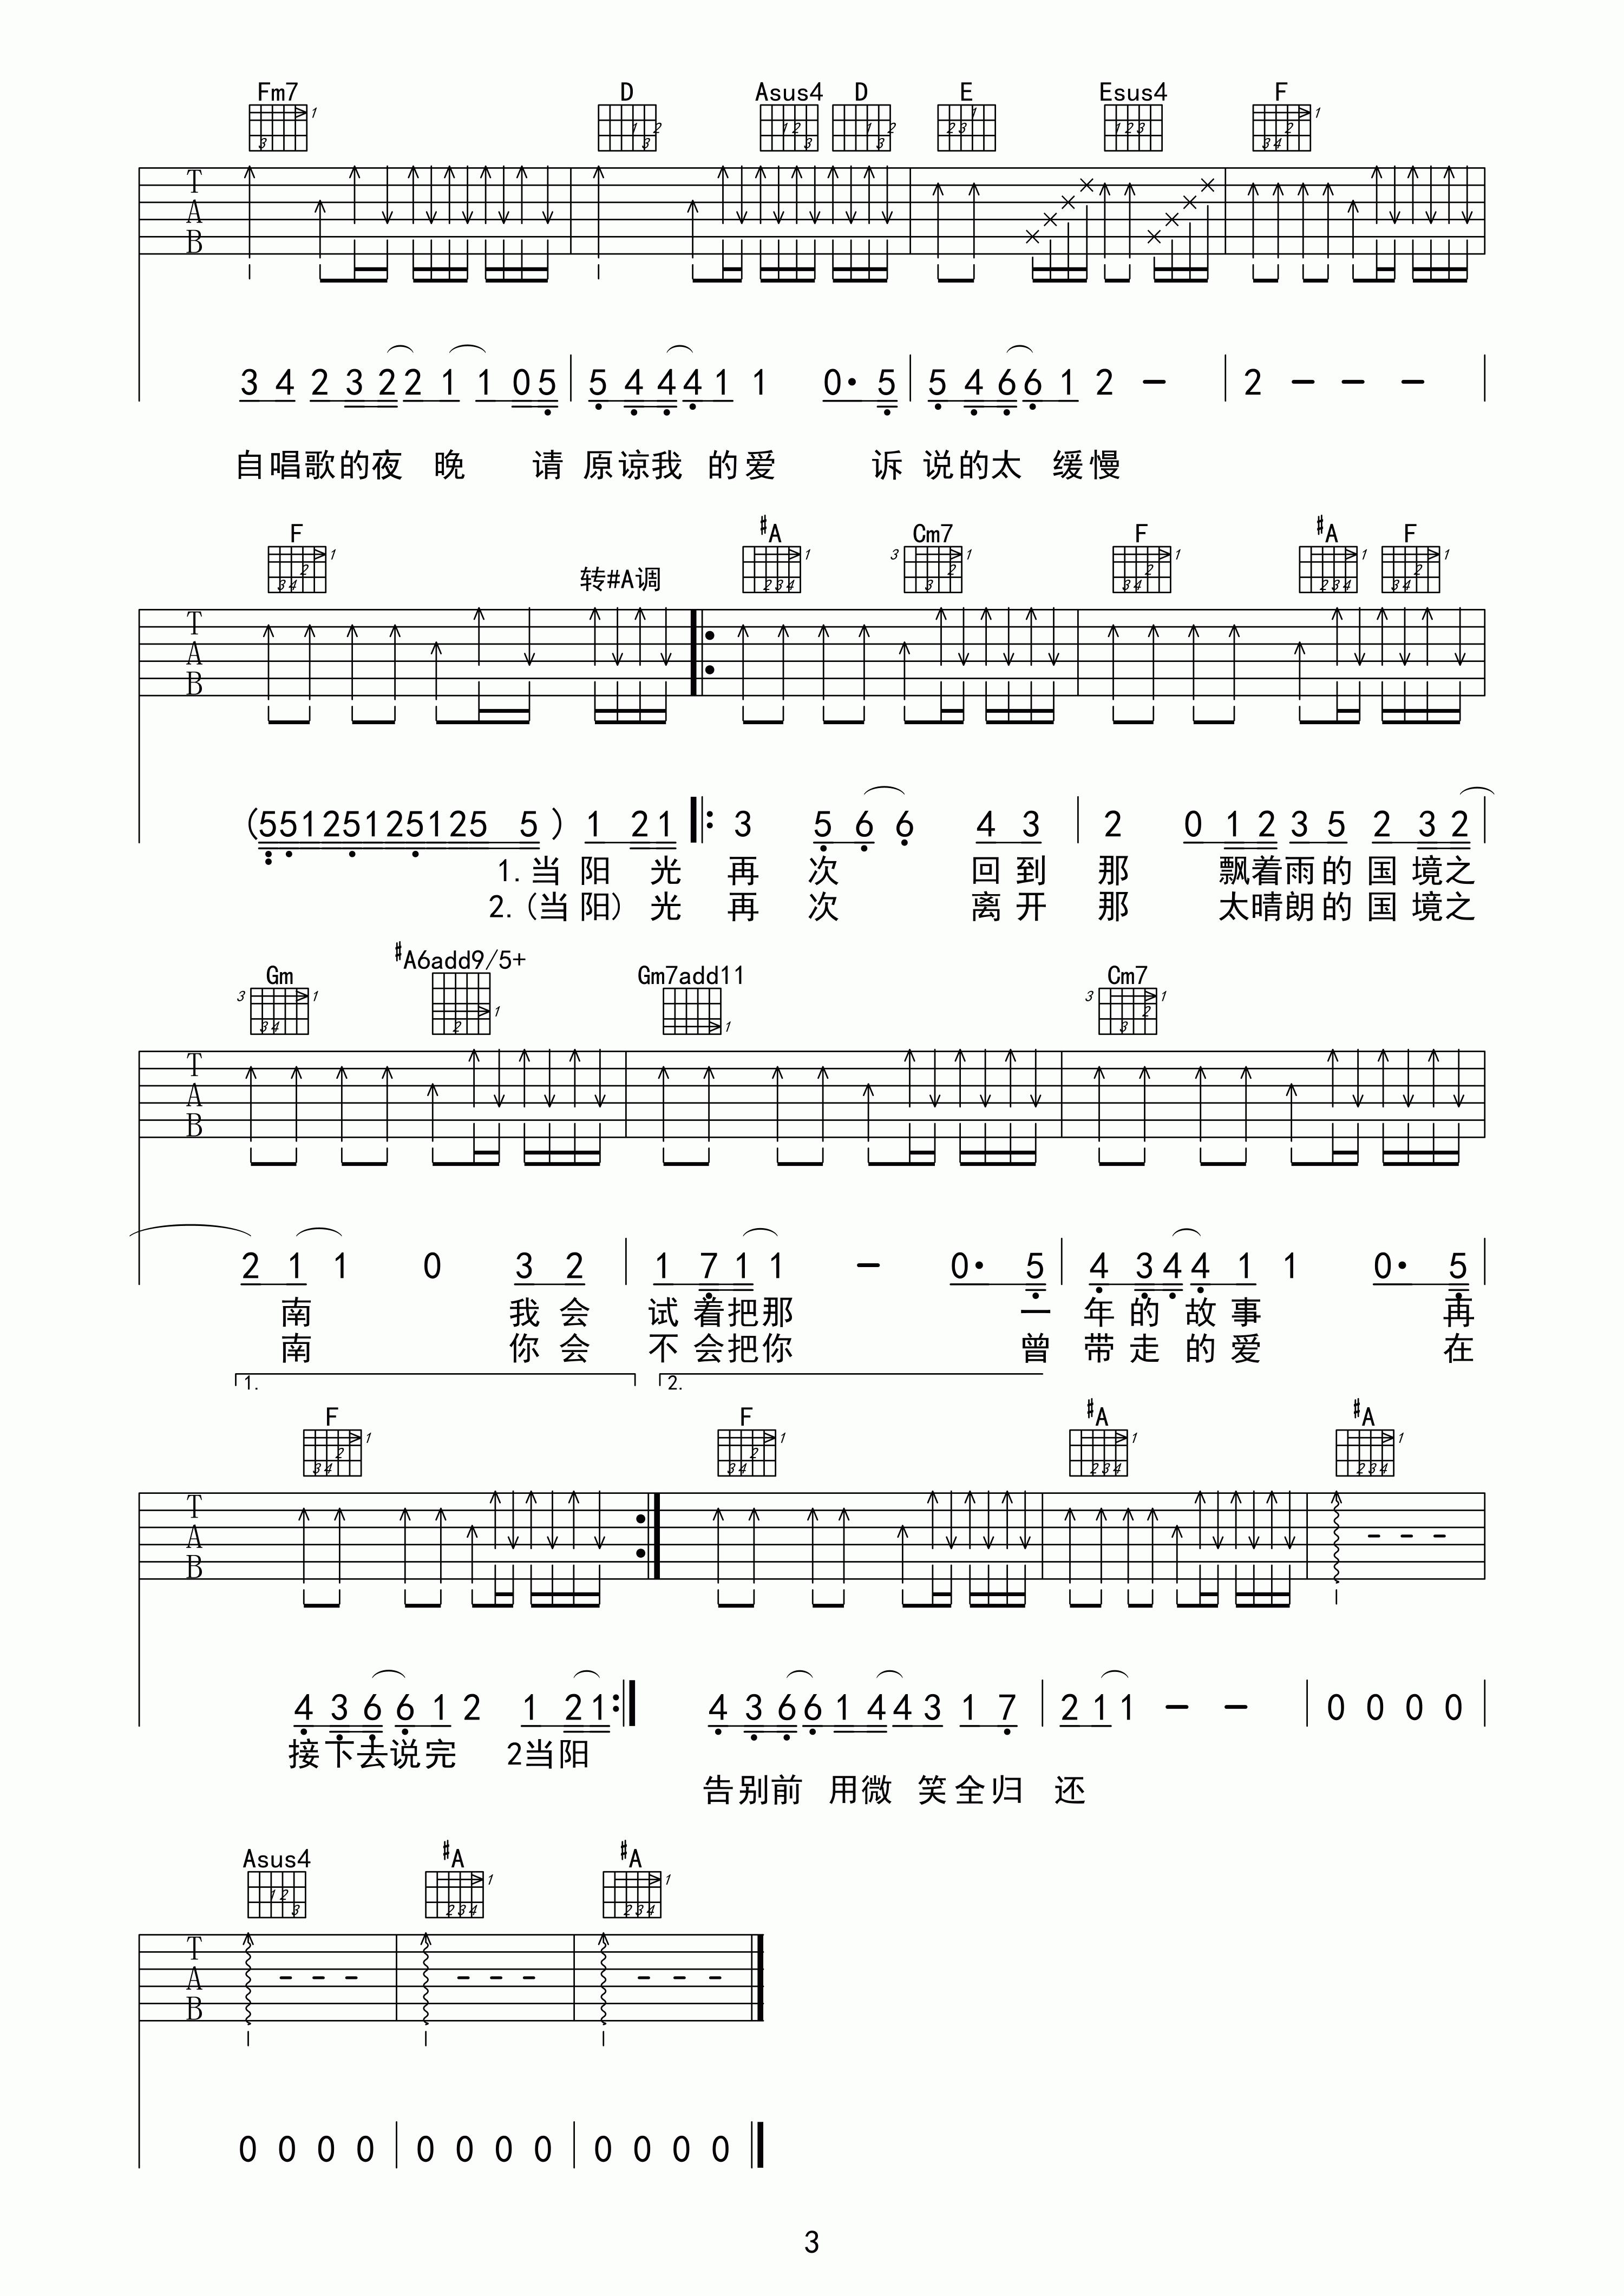 Fm7 D Asus4 D E Esus4 F
T
A
B
3 4 2 3 2 2 1 1 0 5 | 5 4 4 4 1 1 0· 5 | 5 4 6 6 1 2 - | 2 - - - |
自唱歌的夜 晚 请 原谅我 的爱 诉 说的太 缓慢
F 转#A调 #A Cm7 F #A F
T
A
B
(55125125125 5) 1 2 1 |: 3 5 6 6 4 3 | 2 0 1 2 3 5 2 3 2 |
1.当 阳 光 再 次 回 到 那 飘着雨的 国 境之
2.(当 阳) 光 再 次 离 开 那 太晴朗的 国 境之
Gm #A6add9/5+ Gm7add11 Cm7
T
A
B
2 1 1 0 3 2 | 1 7 1 1 - 0· 5 | 4 3 4 4 1 1 0· 5 |
南 我 会 试 着把那 一 年 的 故 事 再
南 你 会 不 会把你 曾 带 走 的 爱 在
1. 2.
F F #A #A
T
A
B
4 3 6 6 1 2 1 2 1 :| 4 3 6 6 1 4 4 3 1 7 | 2 1 1 - - | 0 0 0 0 |
接下去说完 2当阳
告别前 用微 笑全归 还
Asus4 #A #A
T
A
B
0 0 0 0 | 0 0 0 0 | 0 0 0 0
3